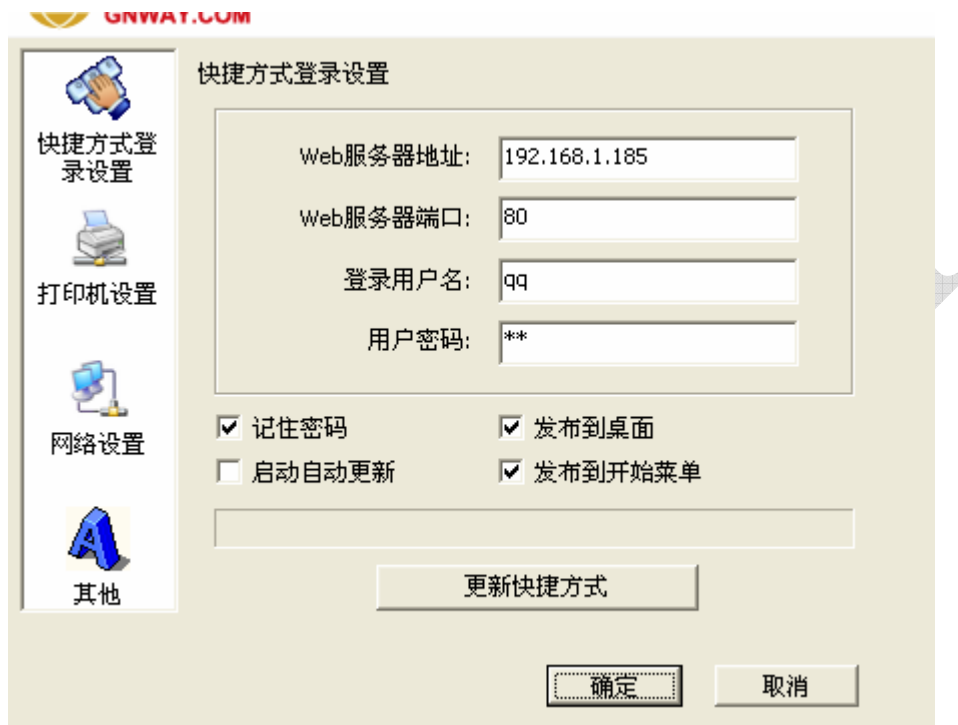 GNWAY.COM
快捷方式登录设置
快捷方式登
录设置
打印机设置
网络设置
其他
Web服务器地址:
192.168.1.185
Web服务器端口:
80
登录用户名:
qq
用户密码:
**
记住密码
发布到桌面
启动自动更新
发布到开始菜单
更新快捷方式
确定
取消